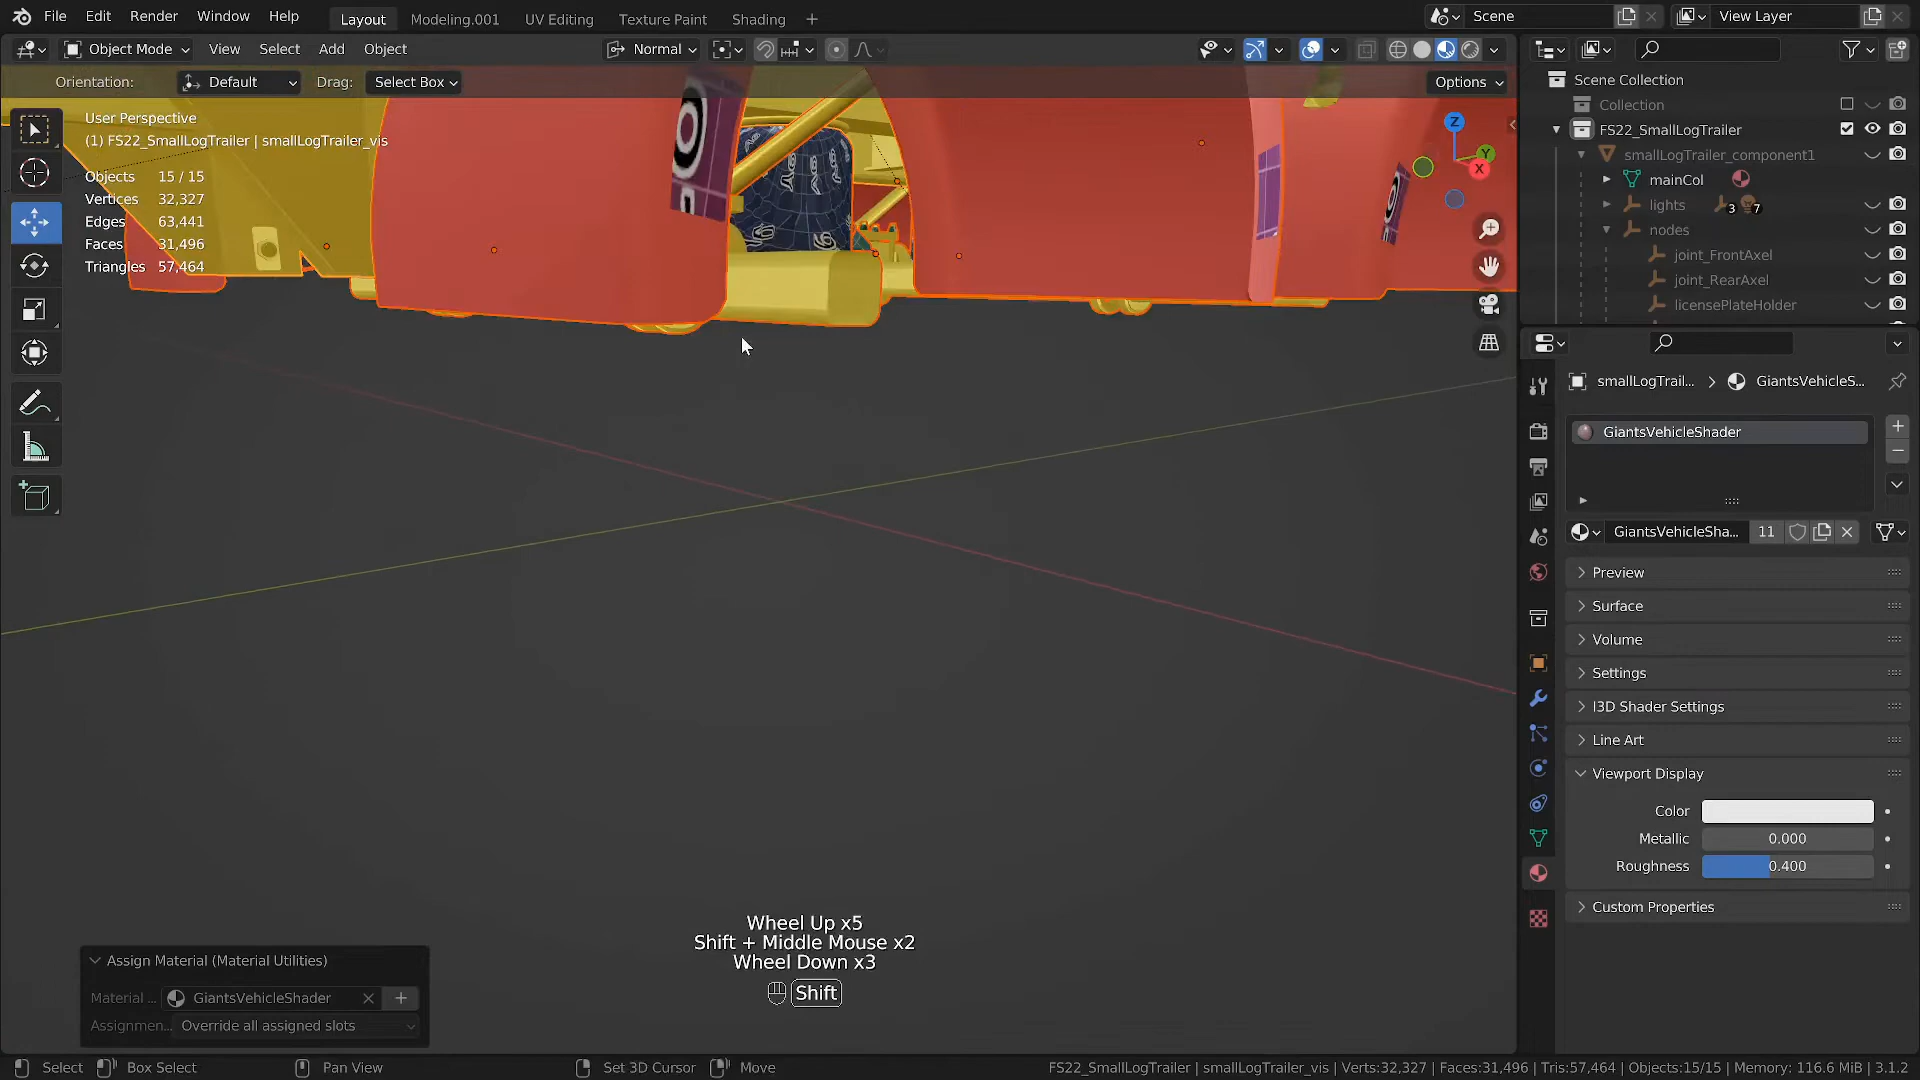 File Edit Render Window Help Layout Modeling.001 UV Editing Texture Paint Shading + Scene View Layer
Object Mode View Select Add Object Normal
Orientation: Default Drag: Select Box Options
User Perspective
(1) FS22_SmallLogTrailer | smallLogTrailer_vis
Objects 15 / 15
Vertices 32,327
Edges 63,441
Faces 31,496
Triangles 57,464
Z
Y
X
Scene Collection
Collection
FS22_SmallLogTrailer
smallLogTrailer_component1
mainCol
lights 3 7
nodes
joint_FrontAxel
joint_RearAxel
licensePlateHolder
smallLogTrail... GiantsVehicleS...
GiantsVehicleShader
GiantsVehicleSha... 11
Preview
Surface
Volume
Settings
I3D Shader Settings
Line Art
Viewport Display
Color
Metallic 0.000
Roughness 0.400
Custom Properties
Wheel Up x5
Shift + Middle Mouse x2
Wheel Down x3
Shift
Assign Material (Material Utilities)
Material ... GiantsVehicleShader
Assignmen... Override all assigned slots
Select Box Select Pan View Set 3D Cursor Move FS22_SmallLogTrailer | smallLogTrailer_vis | Verts:32,327 | Faces:31,496 | Tris:57,464 | Objects:15/15 | Memory: 116.6 MiB | 3.1.2